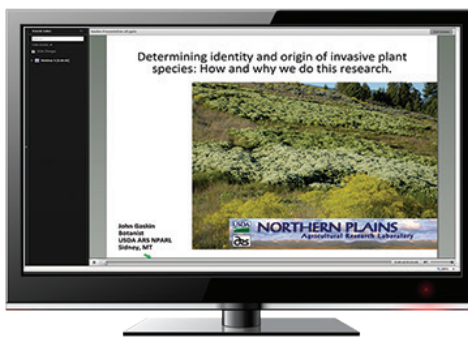 Determining identity and origin of invasive plant
species: How and why we do this research.
John Gaskin
Botanist
USDA ARS NPARL
Sidney, MT
USDA
ars
NORTHERN PLAINS
Agricultural Research Laboratory